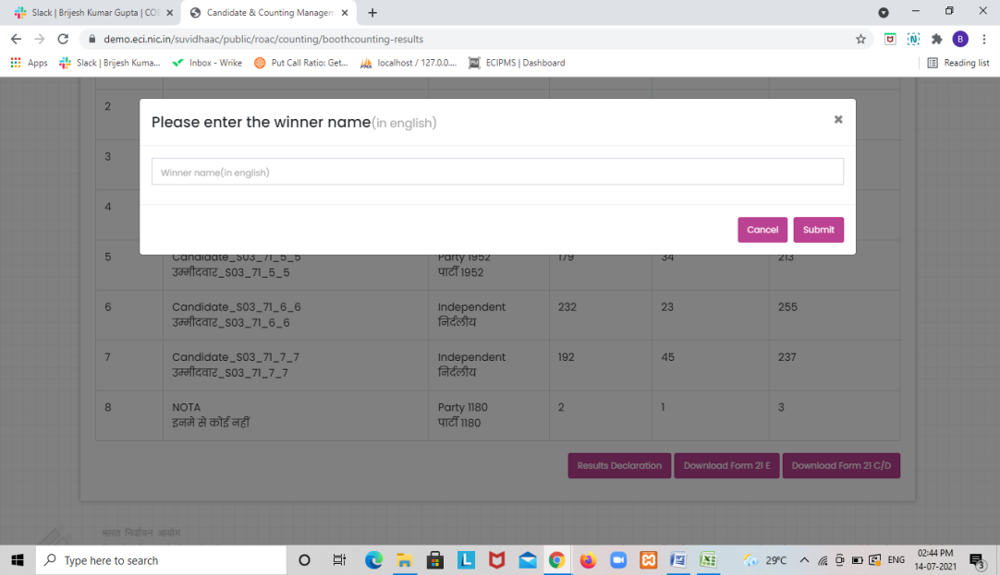 Slack | Brijesh Kumar Gupta | COE
Candidate & Counting Managem
demo.eci.nic.in/suvidhaac/public/roac/counting/boothcounting-results
B
Apps
Slack | Brijesh Kuma...
Inbox - Wrike
Put Call Ratio: Get...
localhost / 127.0.0....
ECIPMS | Dashboard
Reading list
Please enter the winner name(in english)
Winner name(in english)
Cancel
Submit
2
3
4
5 Candidate_S03_71_5_5 Party 1952 179 34 213
उम्मीदवार_S03_71_5_5 पार्टी 1952
6 Candidate_S03_71_6_6 Independent 232 23 255
उम्मीदवार_S03_71_6_6 निर्दलीय
7 Candidate_S03_71_7_7 Independent 192 45 237
उम्मीदवार_S03_71_7_7 निर्दलीय
8 NOTA Party 1180 2 1 3
इनमे से कोई नहीं पार्टी 1180
Results Declaration
Download Form 21 E
Download Form 21 C/D
भारत निर्वाचन आयोग
Type here to search
29°C
ENG
02:44 PM
14-07-2021
3